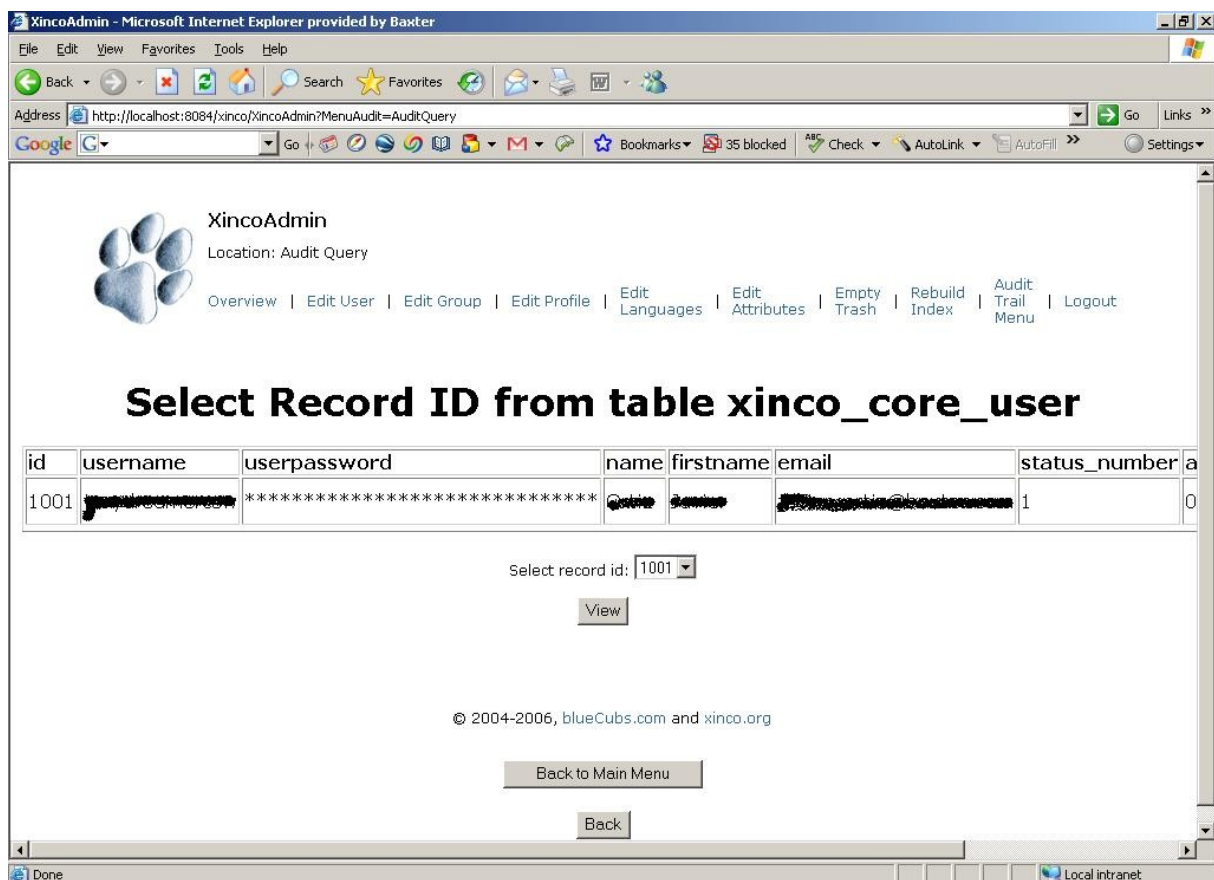 XincoAdmin - Microsoft Internet Explorer provided by Baxter
File Edit View Favorites Tools Help
Back Search Favorites
Address http://localhost:8084/xinco/XincoAdmin?MenuAudit=AuditQuery Go Links »
Google G Go Bookmarks 35 blocked ABC Check AutoLink AutoFill » Settings
XincoAdmin
Location: Audit Query
Overview | Edit User | Edit Group | Edit Profile | Edit Languages | Edit Attributes | Empty Trash | Rebuild Index | Audit Trail Menu | Logout
Select Record ID from table xinco_core_user
id username userpassword name firstname email status_number a
1001 ****************************** 1 0
Select record id: 1001
View
© 2004-2006, blueCubs.com and xinco.org
Back to Main Menu
Back
Done Local intranet